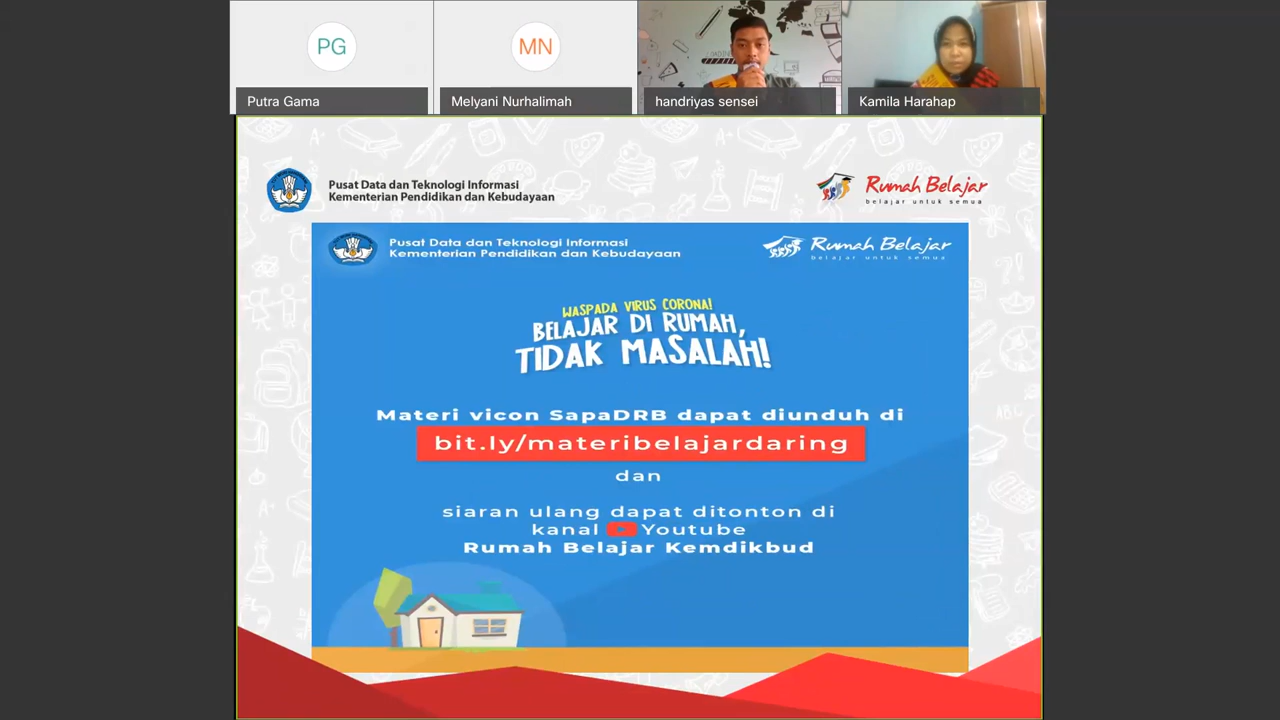 PG
MN
Putra Gama
Melyani Nurhalimah
handriyas sensei
Kamila Harahap
Pusat Data dan Teknologi Informasi
Kementerian Pendidikan dan Kebudayaan
Rumah Belajar
belajar untuk semua
Pusat Data dan Teknologi Informasi
Kementerian Pendidikan dan Kebudayaan
Rumah Belajar
belajar untuk semua
WASPADA VIRUS CORONA!
BELAJAR DI RUMAH,
TIDAK MASALAH!
Materi vicon SapaDRB dapat diunduh di
bit.ly/materibelajardaring
dan
siaran ulang dapat ditonton di
kanal Youtube
Rumah Belajar Kemdikbud